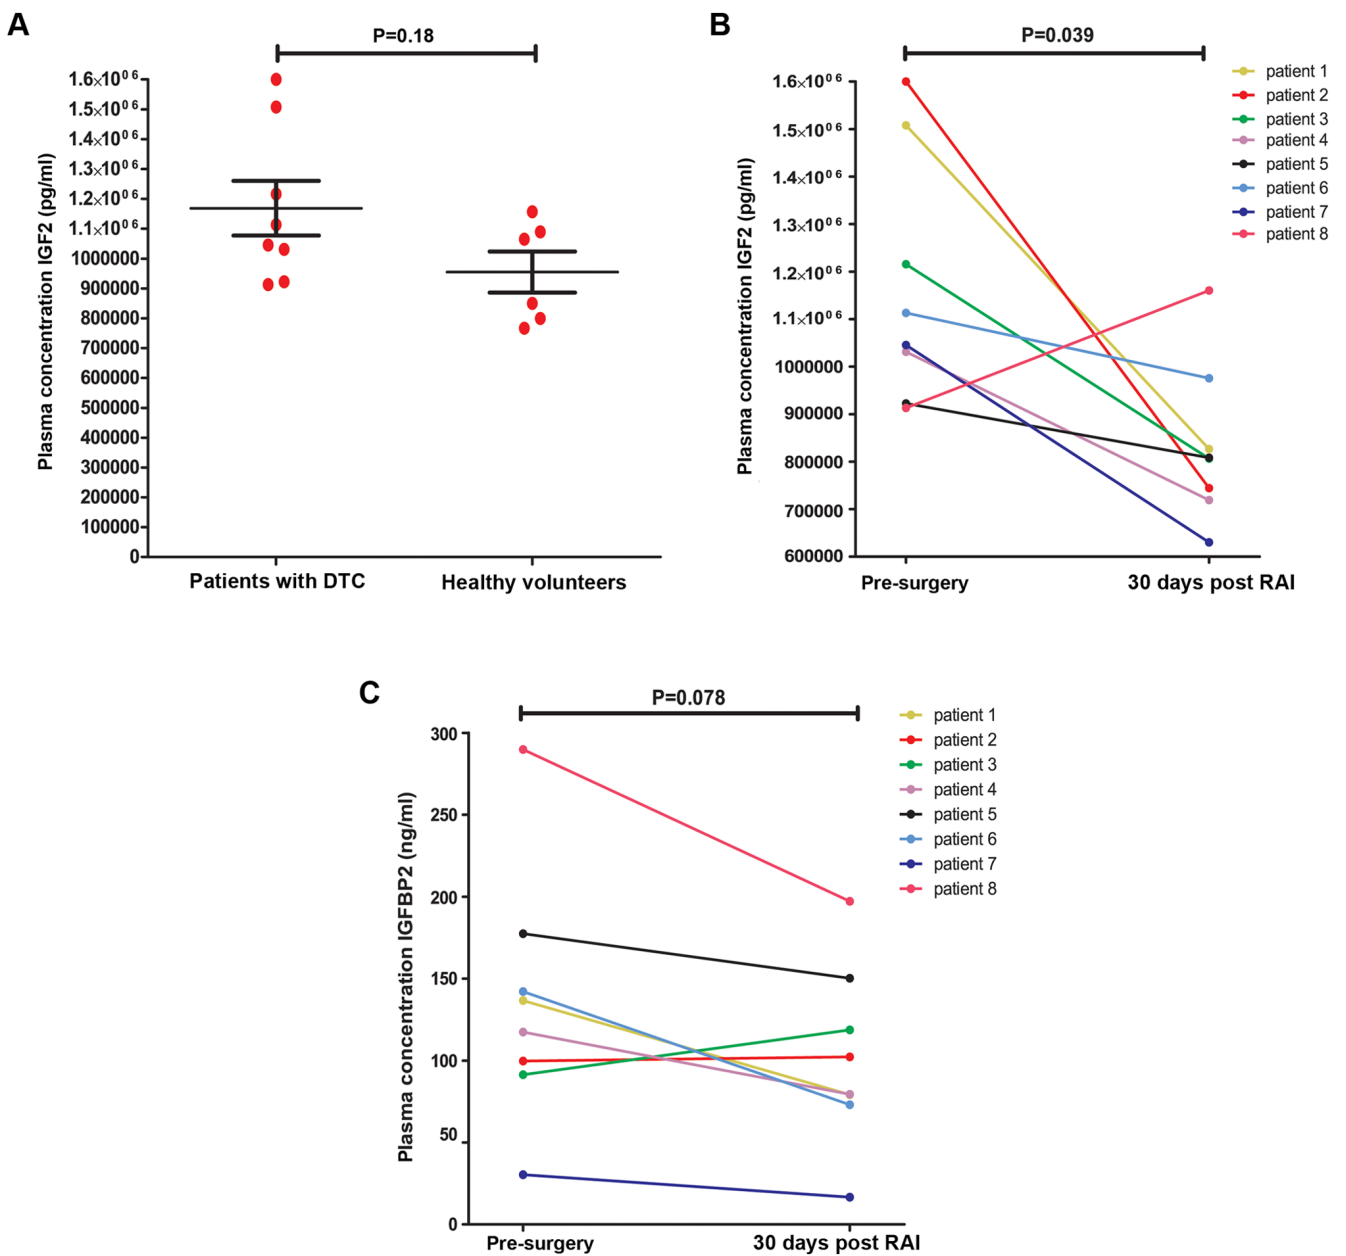 A
P=0.18
Plasma concentration IGF2 (pg/ml)
1.6×10⁰⁶
1.5×10⁰⁶
1.4×10⁰⁶
1.3×10⁰⁶
1.2×10⁰⁶
1.1×10⁰⁶
1000000
900000
800000
700000
600000
500000
400000
300000
200000
100000
0
Patients with DTC
Healthy volunteers
B
P=0.039
Plasma concentration IGF2 (pg/ml)
1.6×10⁰⁶
1.5×10⁰⁶
1.4×10⁰⁶
1.3×10⁰⁶
1.2×10⁰⁶
1.1×10⁰⁶
1000000
900000
800000
700000
600000
Pre-surgery
30 days post RAI
patient 1
patient 2
patient 3
patient 4
patient 5
patient 6
patient 7
patient 8
C
P=0.078
Plasma concentration IGFBP2 (ng/ml)
300
250
200
150
100
50
0
Pre-surgery
30 days post RAI
patient 1
patient 2
patient 3
patient 4
patient 5
patient 6
patient 7
patient 8